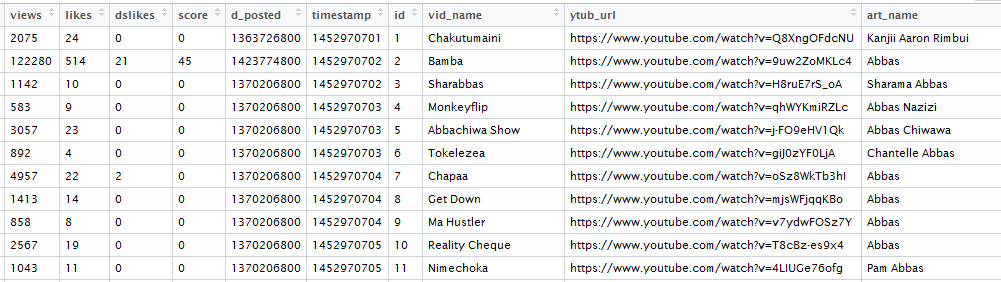 views likes dslikes score d_posted timestamp id vid_name ytub_url art_name
2075 24 0 0 1363726800 1452970701 1 Chakutumaini https://www.youtube.com/watch?v=Q8XngOFdcNU Kanjii Aaron Rimbui
122280 514 21 45 1423774800 1452970702 2 Bamba https://www.youtube.com/watch?v=9uw2ZoMKLc4 Abbas
1142 10 0 0 1370206800 1452970702 3 Sharabbas https://www.youtube.com/watch?v=H8ruE7rS_oA Sharama Abbas
583 9 0 0 1370206800 1452970703 4 Monkeyflip https://www.youtube.com/watch?v=qhWYKmiRZLc Abbas Nazizi
3057 23 0 0 1370206800 1452970703 5 Abbachiwa Show https://www.youtube.com/watch?v=j-FO9eHV1Qk Abbas Chiwawa
892 4 0 0 1370206800 1452970703 6 Tokelezea https://www.youtube.com/watch?v=giJ0zYF0LjA Chantelle Abbas
4957 22 2 0 1370206800 1452970704 7 Chapaa https://www.youtube.com/watch?v=oSz8WkTb3hI Abbas
1413 14 0 0 1370206800 1452970704 8 Get Down https://www.youtube.com/watch?v=mjsWFjqqKBo Abbas
858 8 0 0 1370206800 1452970704 9 Ma Hustler https://www.youtube.com/watch?v=v7ydwFOSz7Y Abbas
2567 19 0 0 1370206800 1452970705 10 Reality Cheque https://www.youtube.com/watch?v=T8cBz-es9x4 Abbas
1043 11 0 0 1370206800 1452970705 11 Nimechoka https://www.youtube.com/watch?v=4LIUGe76ofg Pam Abbas